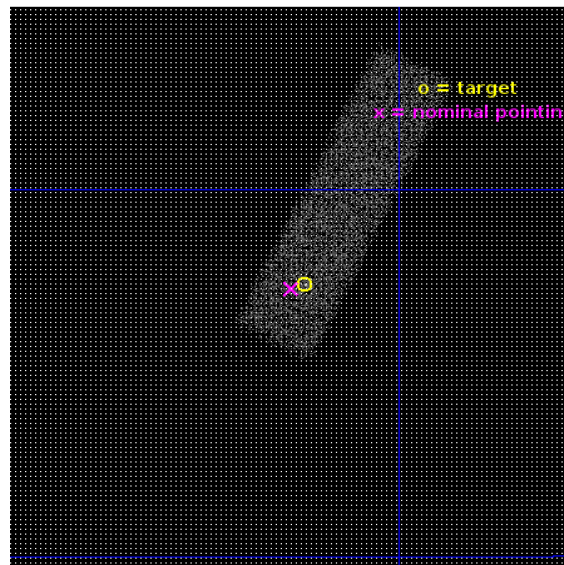 o = target
x = nominal pointin